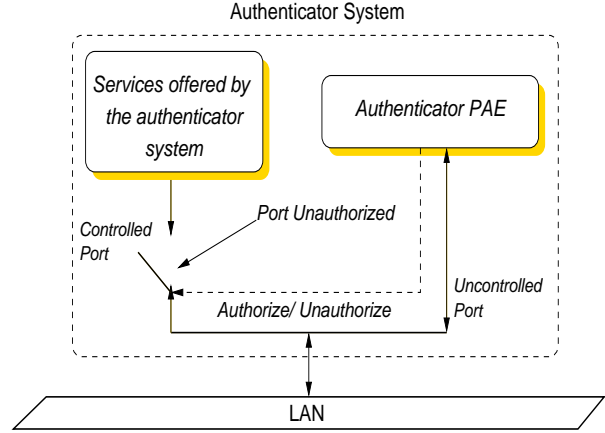 Authenticator System
Services offered by
the authenticator
system
Authenticator PAE
Port Unauthorized
Controlled
Port
Uncontrolled
Port
Authorize/ Unauthorize
LAN